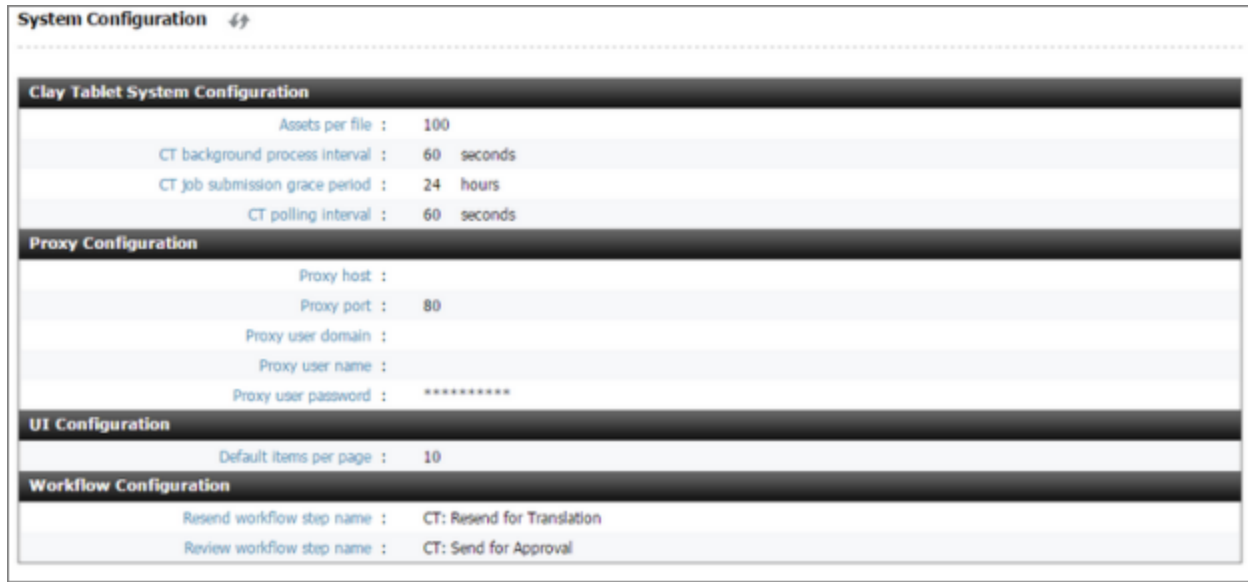 System Configuration
Clay Tablet System Configuration
Assets per file : 100
CT background process interval : 60 seconds
CT job submission grace period : 24 hours
CT polling interval : 60 seconds
Proxy Configuration
Proxy host :
Proxy port : 80
Proxy user domain :
Proxy user name :
Proxy user password : **********
UI Configuration
Default items per page : 10
Workflow Configuration
Resend workflow step name : CT: Resend for Translation
Review workflow step name : CT: Send for Approval